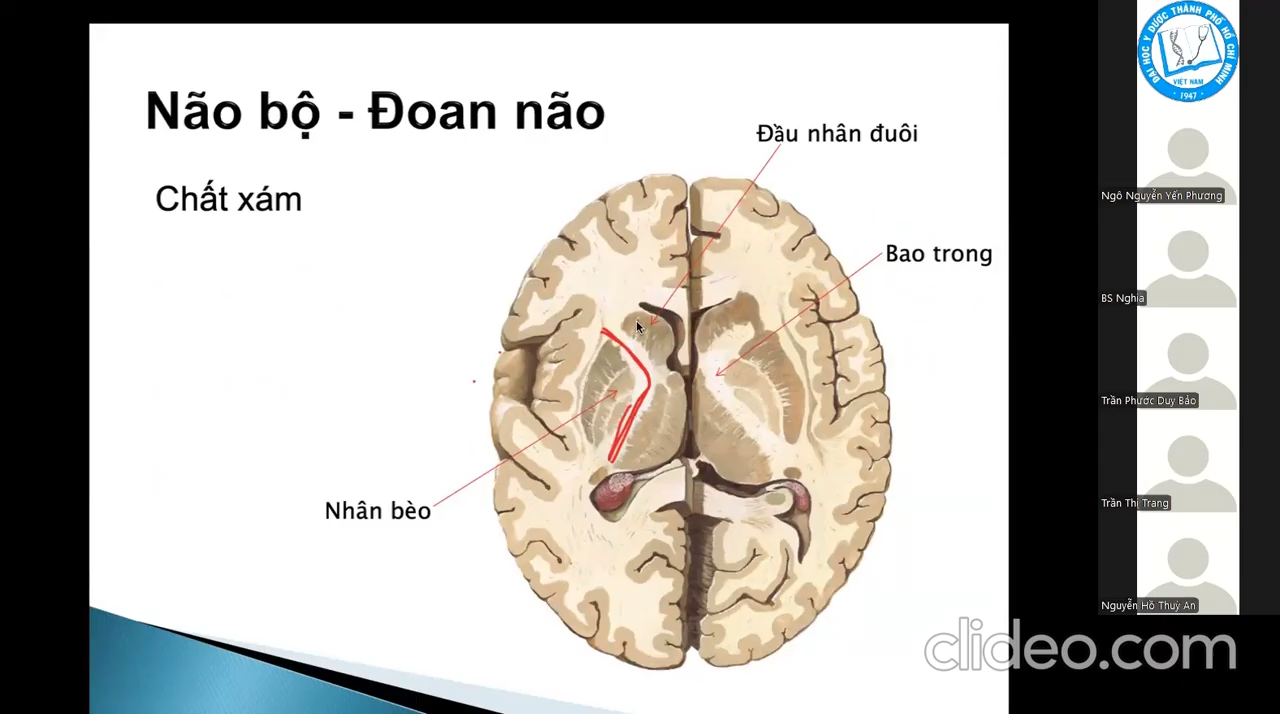 Não bộ - Đoan não
Chất xám
Đầu nhân đuôi
Bao trong
Nhân bèo
ĐẠI HỌC Y DƯỢC THÀNH PHỐ HỒ CHÍ MINH
VIỆT NAM
1947
Ngô Nguyễn Yến Phương
BS Nghia
Trần Phước Duy Bảo
Trần Thị Trang
Nguyễn Hồ Thuý An
clideo.com